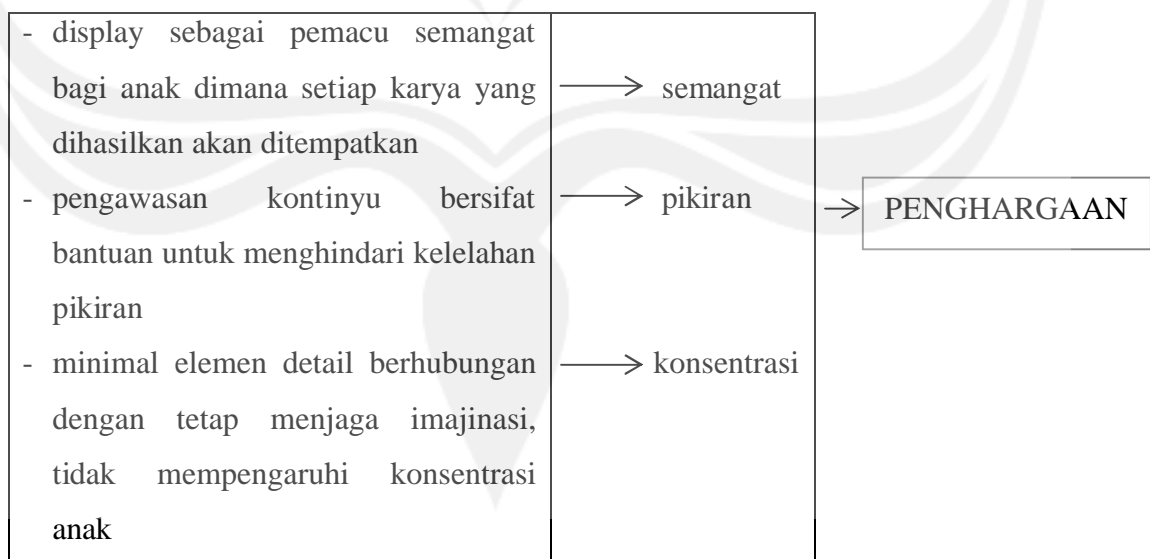 - display sebagai pemacu semangat
bagi anak dimana setiap karya yang
dihasilkan akan ditempatkan
- pengawasan kontinyu bersifat
bantuan untuk menghindari kelelahan
pikiran
- minimal elemen detail berhubungan
dengan tetap menjaga imajinasi,
tidak mempengaruhi konsentrasi
anak
semangat
pikiran
konsentrasi
PENGHARGAAN